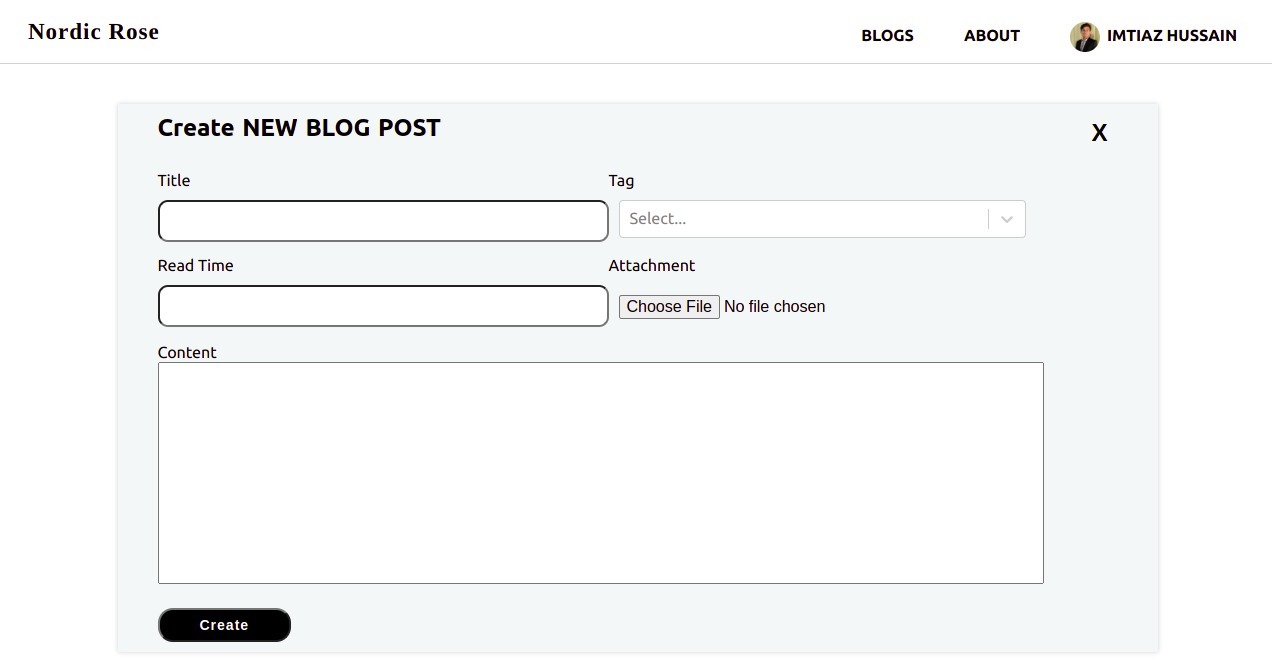 Nordic Rose
BLOGS ABOUT IMTIAZ HUSSAIN
Create NEW BLOG POST
X
Title Tag
Select...
Read Time Attachment
Choose File No file chosen
Content
Create